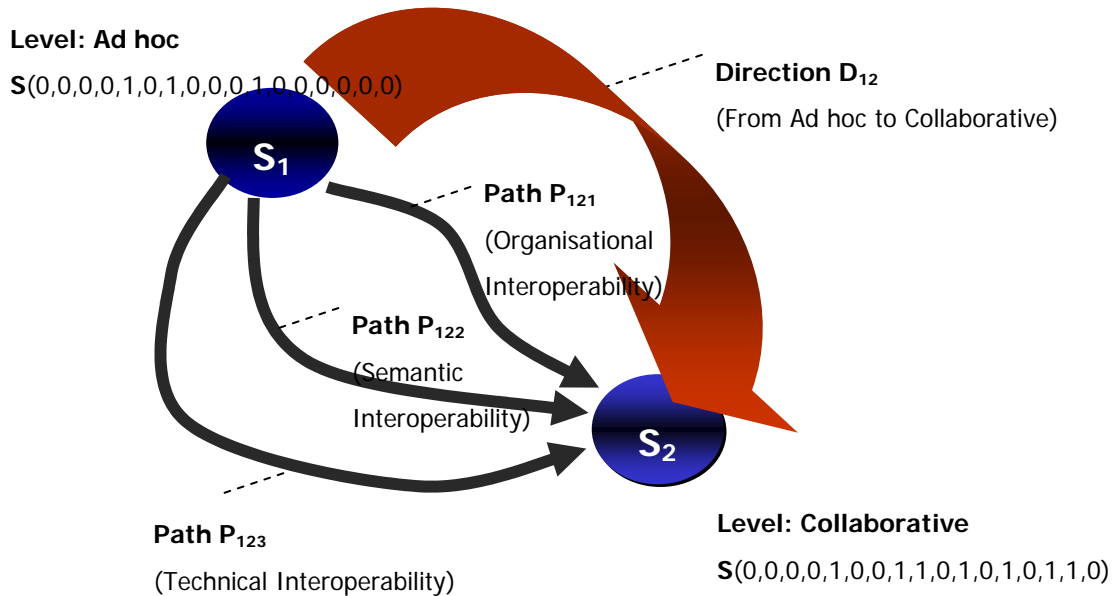 Level: Ad hoc
S(0,0,0,0,1,0,1,0,0,0,1,0,0,0,0,0,0)
S₁
Direction D₁₂
(From Ad hoc to Collaborative)
Path P₁₂₁
(Organisational
Interoperability)
Path P₁₂₂
(Semantic
Interoperability)
S₂
Path P₁₂₃
(Technical Interoperability)
Level: Collaborative
S(0,0,0,0,1,0,0,1,1,0,1,0,1,0,1,1,0)